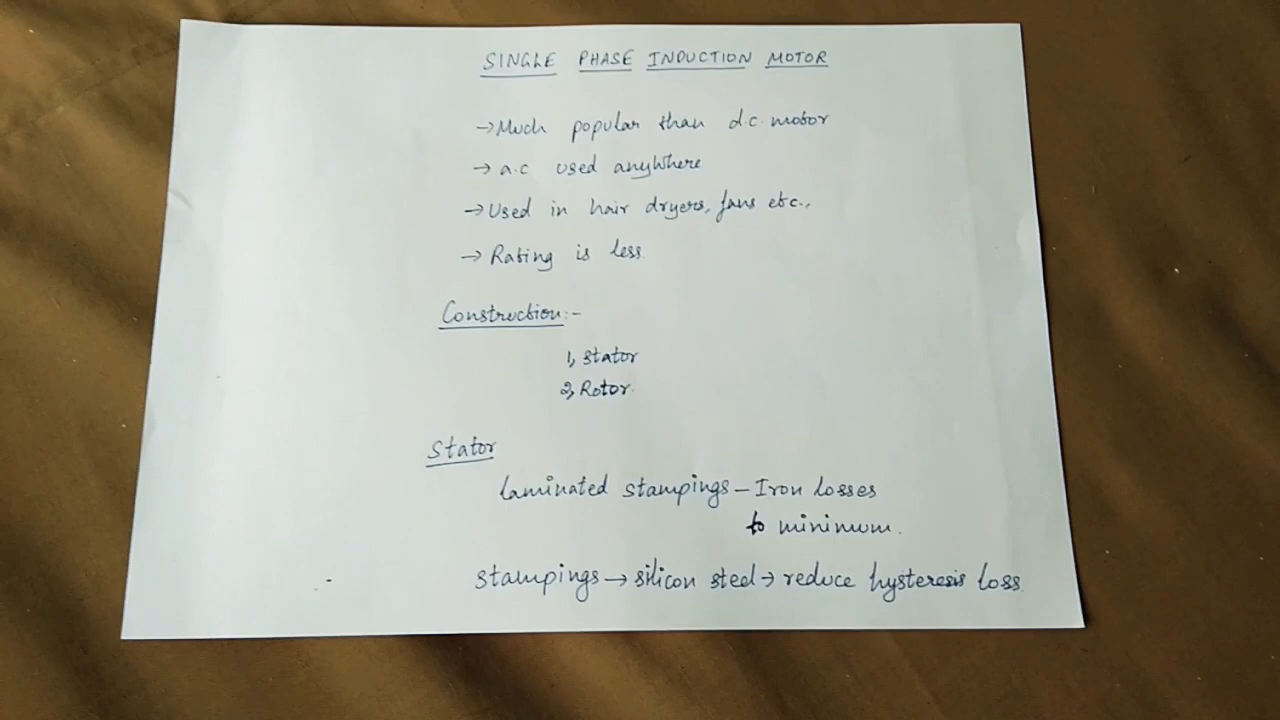 SINGLE PHASE INDUCTION MOTOR
→ Much popular than d.c. motor
→ a.c used anywhere
→ Used in hair dryers, fans etc.,
→ Rating is less.
Construction:-
1, Stator
2, Rotor.
Stator
Laminated stampings – Iron losses
to minimum.
Stampings → silicon steel → reduce hysteresis loss.